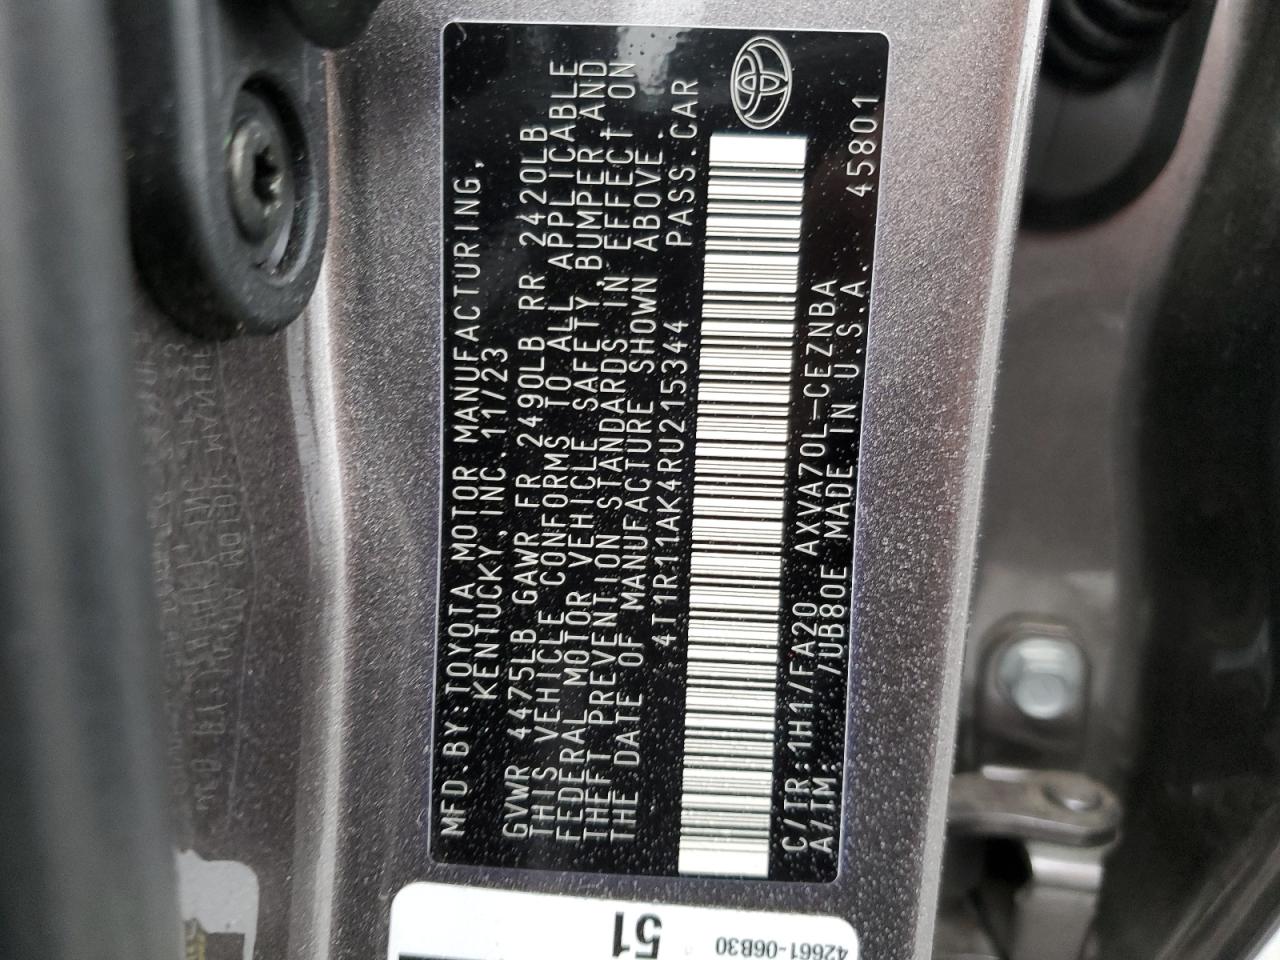 MFD.BY:TOYOTA MOTOR MANUFACTURING,
KENTUCKY,INC.11/23
GVWR 4475LB GAWR FR 2490LB RR 2420LB
THIS VEHICLE CONFORMS TO ALL APPLICABLE
FEDERAL MOTOR VEHICLE SAFETY,BUMPER,AND
THEFT PREVENTION STANDARDS IN EFFECT ON
THE DATE OF MANUFACTURE SHOWN ABOVE.
4T1R11AK4RU215344 PASS.CAR
C/TR:1H1/FA20 AXVA70L-CEZNBA
A/TM: /UB80E MADE IN U.S.A. 45801
51
42661-06B30